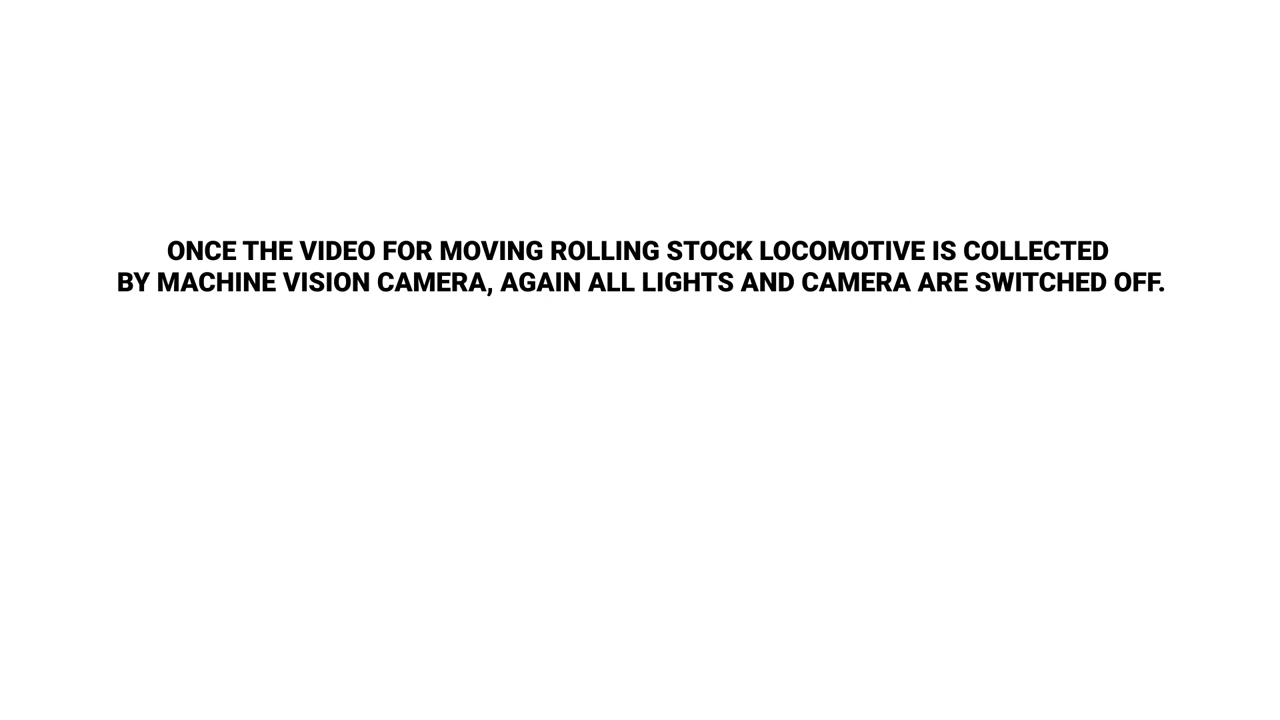 ONCE THE VIDEO FOR MOVING ROLLING STOCK LOCOMOTIVE IS COLLECTED
BY MACHINE VISION CAMERA, AGAIN ALL LIGHTS AND CAMERA ARE SWITCHED OFF.